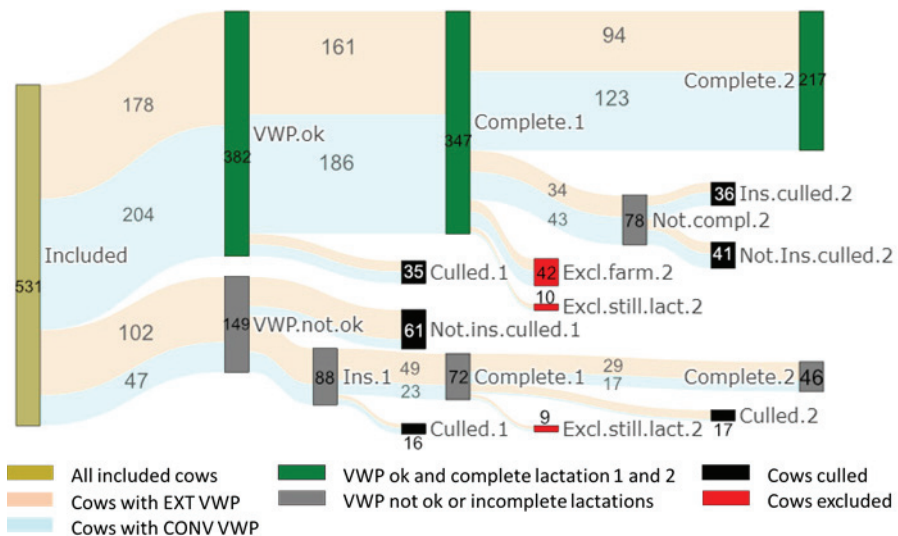 382
347
217
161
94
178
Complete.2
123
VWP.ok
Complete.1
186
204
34
36 Ins.culled.2
43
78 Not.compl.2
Included
41 Not.Ins.culled.2
35 Culled.1
42 Excl.farm.2
531
10
Excl.still.lact.2
102
149 VWP.not.ok
61 Not.ins.culled.1
47
88 Ins.1
49
23
72 Complete.1
29
17
Complete.2 46
16 Culled.1
9
Excl.still.lact.2
17 Culled.2
All included cows
Cows with EXT VWP
Cows with CONV VWP
VWP ok and complete lactation 1 and 2
VWP not ok or incomplete lactations
Cows culled
Cows excluded